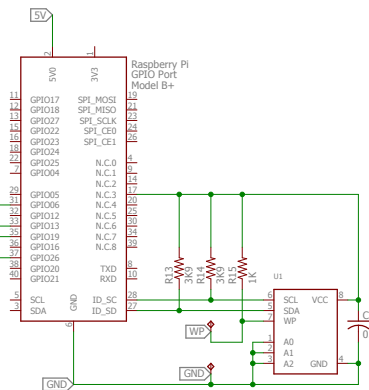 5V
2 1
5V0 3V3
Raspberry Pi
GPIO Port
Model B+
11 GPIO17 SPI_MOSI 19
12 GPIO18 SPI_MISO 21
13 GPIO27 SPI_SCLK 23
15 GPIO22 SPI_CE0 24
16 GPIO23 SPI_CE1 26
18 GPIO24
22 GPIO25 N.C.0 4
7 GPIO04 N.C.1 9
N.C.2 14
29 GPIO05 N.C.3 17
31 GPIO06 N.C.4 20
32 GPIO12 N.C.5 25
33 GPIO13 N.C.6 30
35 GPIO19 N.C.7 34
36 GPIO16 N.C.8 39
37 GPIO26
38 GPIO20 TXD 8
40 GPIO21 RXD 10
5 SCL ID_SC 28
3 SDA ID_SD 27
GND
6
GND
R13 3K9
R14 3K9
R15 1K
WP
GND
U1
6 SCL VCC 8
5 SDA
7 WP
1 A0
2 A1
3 A2 GND 4
C
0